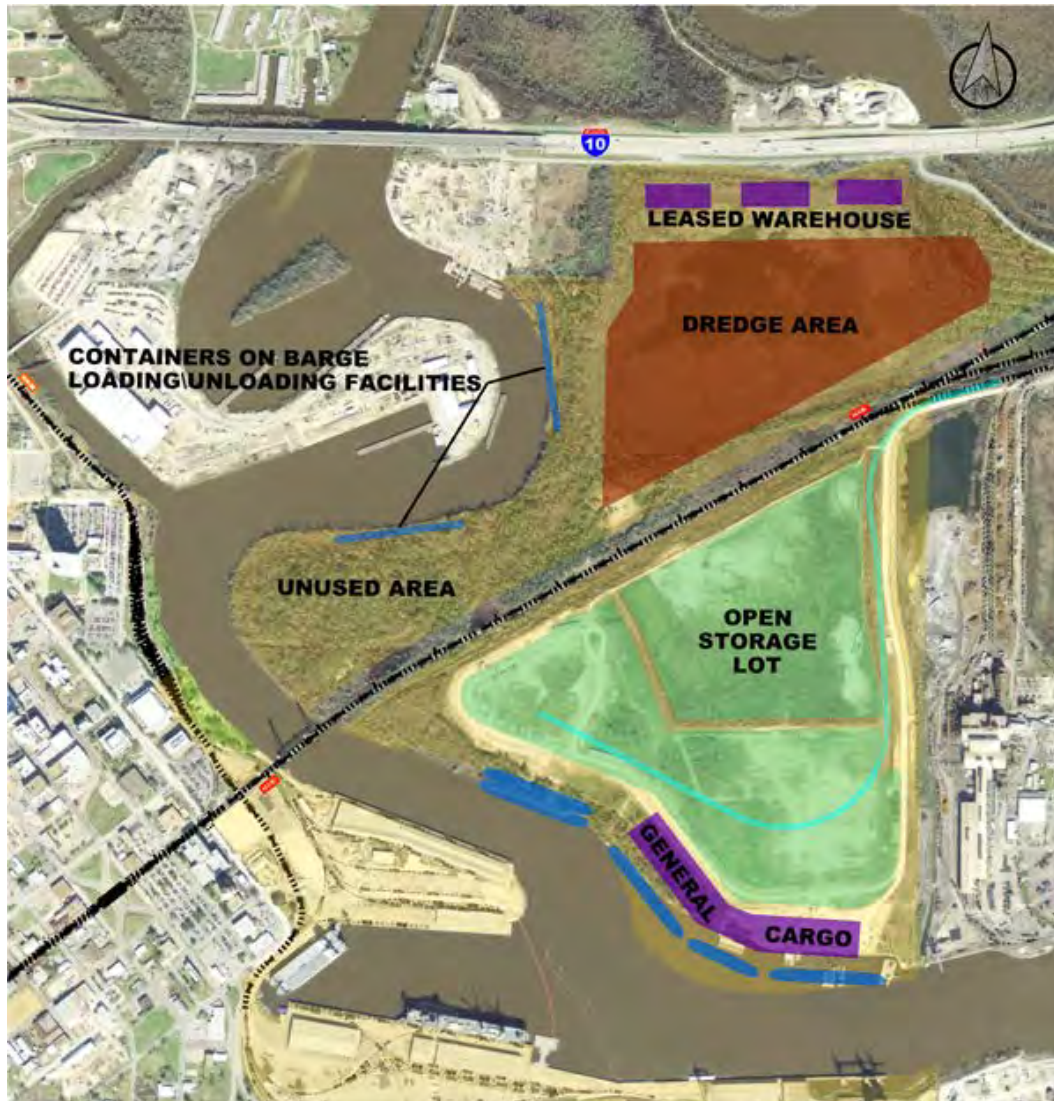 10
LEASED WAREHOUSE
DREDGE AREA
CONTAINERS ON BARGE
LOADING\UNLOADING FACILITIES
UNUSED AREA
OPEN
STORAGE
LOT
GENERAL
CARGO